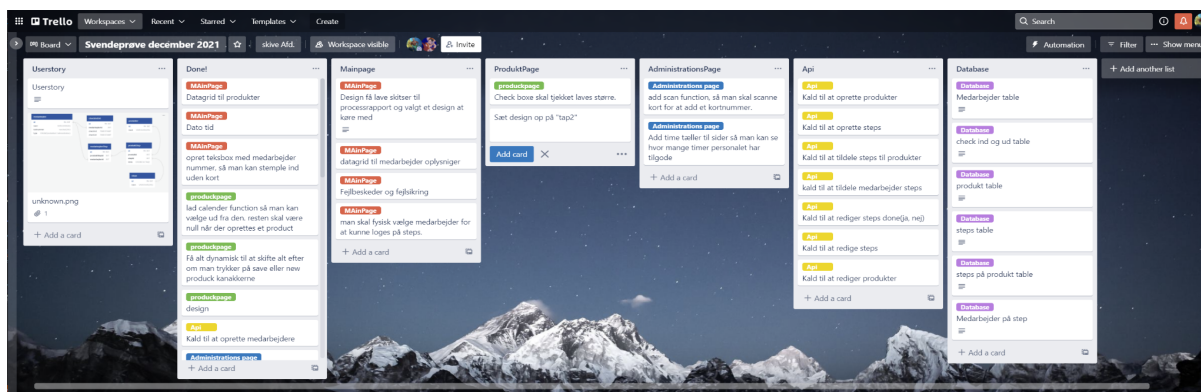 Trello
Workspaces
Recent
Starred
Templates
Create
Search
Board
Svendeprøve december 2021
skive Afd.
Workspace visible
Invite
Automation
Filter
Show menu
Userstory
Userstory
unknown.png
1
+ Add a card
Done!
MAinPage
Datagrid til produkter
MAinPage
Dato tid
MAinPage
opret teksbox med medarbejder
nummer, så man kan stemple ind
uden kort
produckpage
lad calender function så man kan
vælge ud fra den, resten skal være
null når der oprettes et product
produckpage
Få alt dynamisk til at skifte alt efter
om man trykker på save eller new
produck kanakkerne
produckpage
design
Api
Kald til at oprette medarbejdere
Administrations page
+ Add a card
Mainpage
MAinPage
Design få lave skitser til
processrapport og valgt et design at
køre med
MAinPage
datagrid til medarbejder oplysniger
MAinPage
Fejlbeskeder og fejlsikring
MAinPage
man skal fysisk vælge medarbejder for
at kunne loges på steps.
+ Add a card
ProduktPage
produckpage
Check boxe skal tjekket laves større.
Sæt design op på "tap2"
Add card
AdministrationsPage
Administrations page
add scan function, så man skal scanne
kort for at add et kortnummer.
Administrations page
Add time tæller til sider så man kan se
hvor mange timer personalet har
tilgode
+ Add a card
Api
Api
Kald til at oprette produkter
Api
Kald til at oprette steps
Api
Kald til at tildele steps til produkter
Api
kald til at tildele medarbejder steps
Api
Kald til at rediger steps done(ja, nej)
Api
Kald til at redige steps
Api
Kald til at rediger produkter
+ Add a card
Database
Database
Medarbejder table
Database
check ind og ud table
Database
produkt table
Database
steps table
Database
steps på produkt table
Database
Medarbejder på step
+ Add a card
+ Add another list